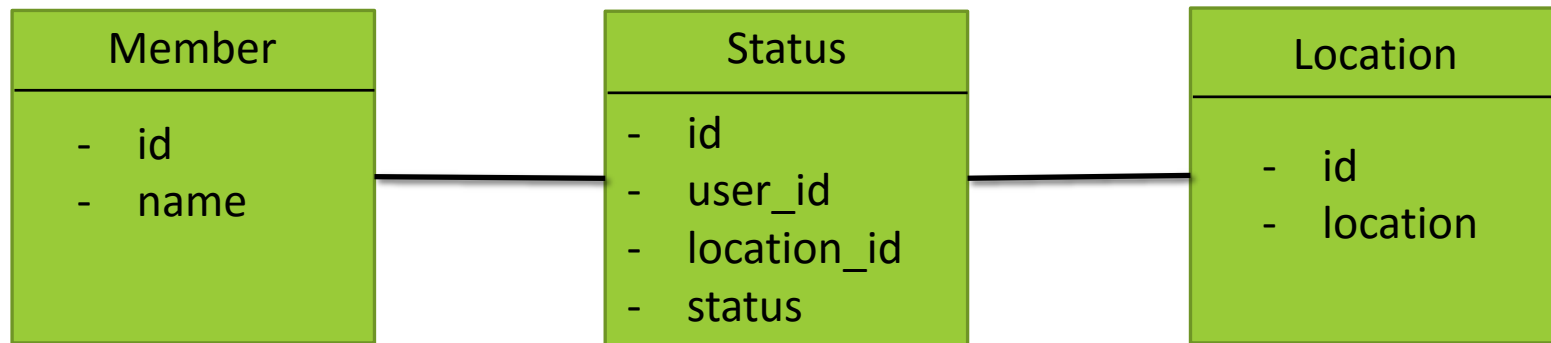 Member
- id
- name
Status
- id
- user_id
- location_id
- status
Location
- id
- location